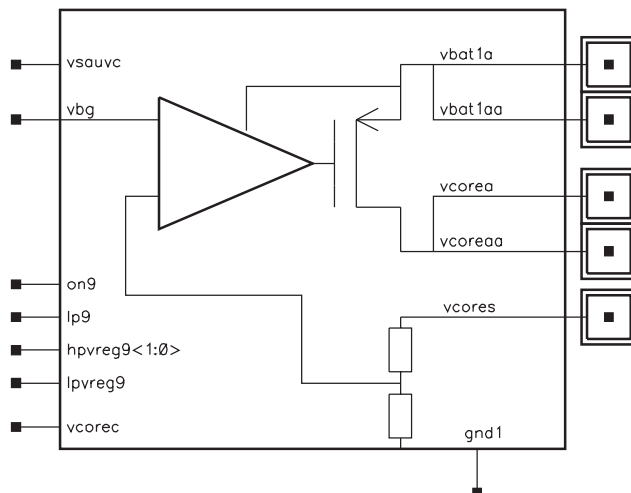 vsauvc
vbg
on9
lp9
hpvreg9<1:0>
lpvreg9
vcorec
vbat1a
vbat1aa
vcorea
vcoreaa
vcores
gnd1